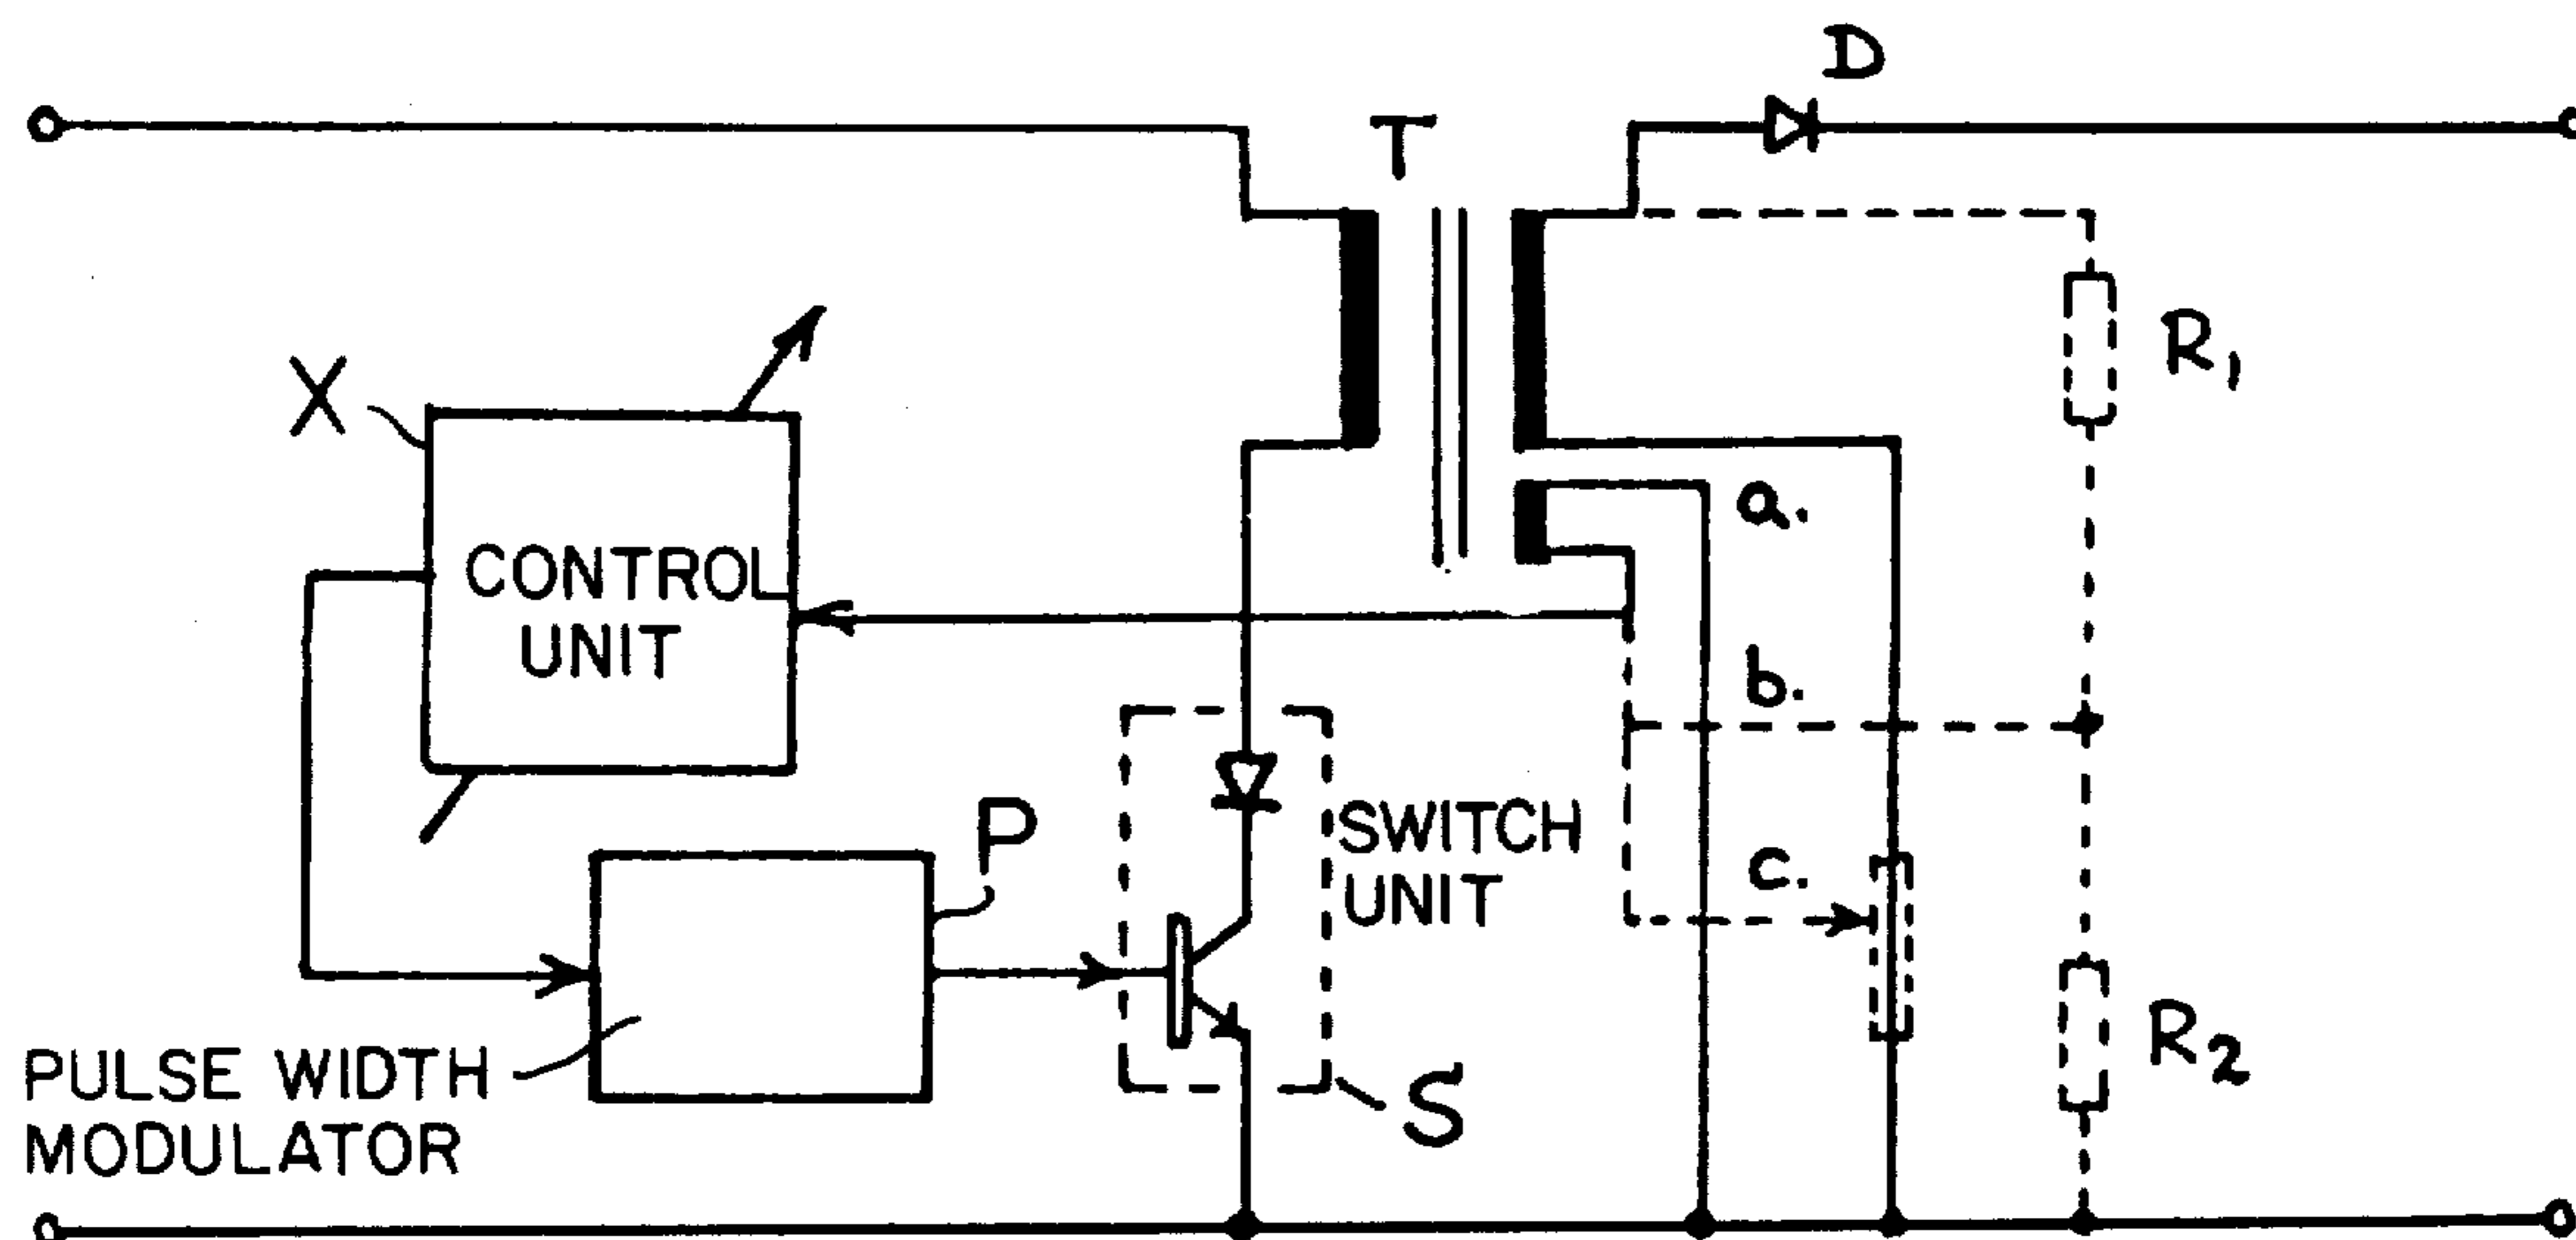 D
T
R1
X
CONTROL
UNIT
a.
b.
c.
P
SWITCH
UNIT
S
R2
PULSE WIDTH
MODULATOR